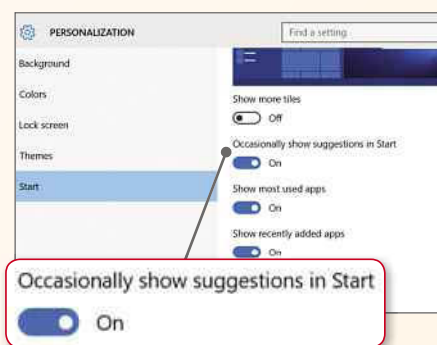 PERSONALIZATION
Find a setting
Background
Colors
Lock screen
Themes
Start
Show more tiles
Off
Occasionally show suggestions in Start
On
Show most used apps
On
Show recently added apps
On
Occasionally show suggestions in Start
On